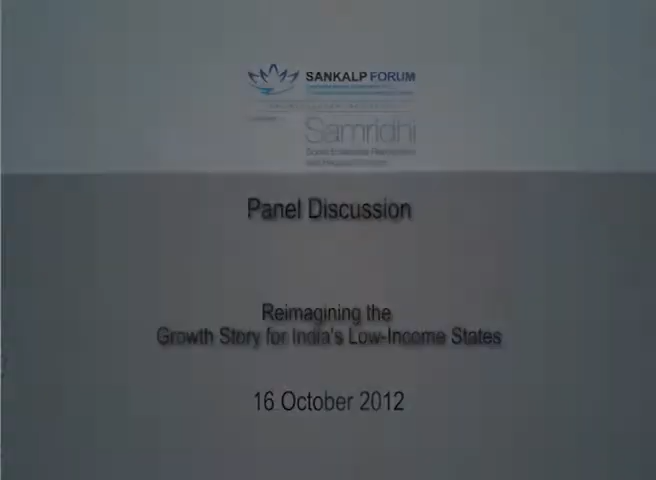 SANKALP FORUM
Samridhi
Panel Discussion
Reimagining the
Growth Story for India's Low-Income States
16 October 2012